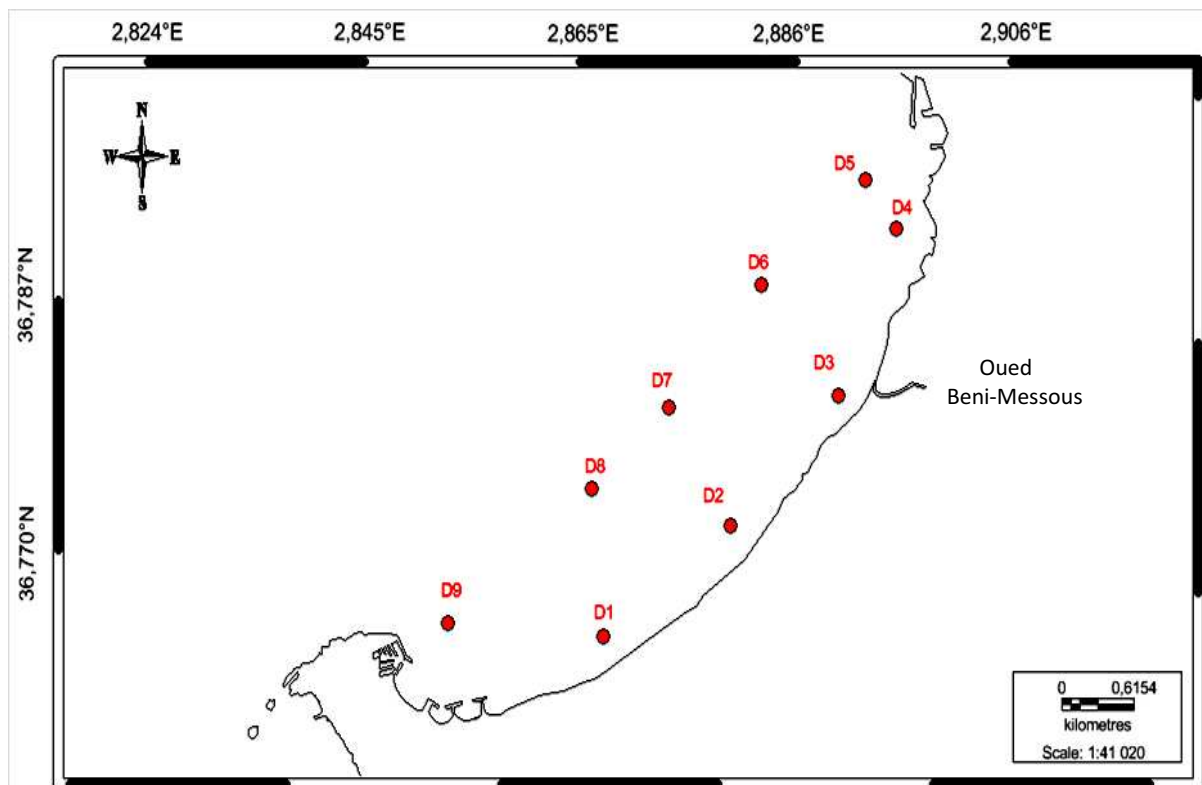 2,824°E 2,845°E 2,865°E 2,886°E 2,906°E
N
W E
S
D5
D4
D6
36,787°N
D3
Oued
Beni-Messous
D7
D8
D2
36,770°N
D9
D1
0 0,6154
kilometres
Scale: 1:41 020